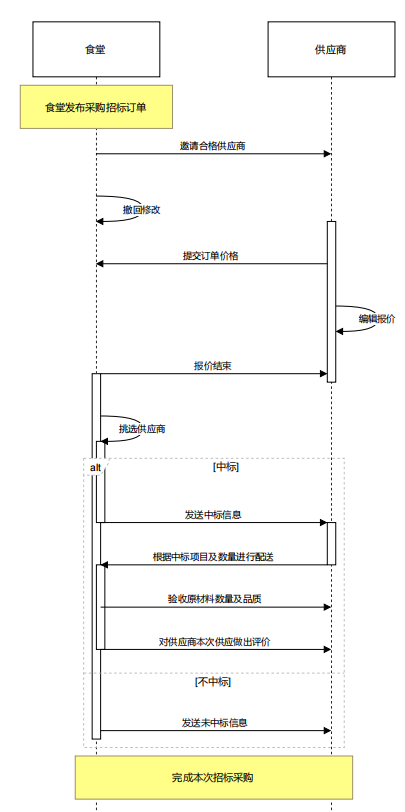 食堂
供应商
食堂发布采购招标订单
邀请合格供应商
撤回修改
提交订单价格
编辑报价
报价结束
挑选供应商
alt
[中标]
发送中标信息
根据中标项目及数量进行配送
验收原材料数量及品质
对供应商本次供应做出评价
[不中标]
发送未中标信息
完成本次招标采购